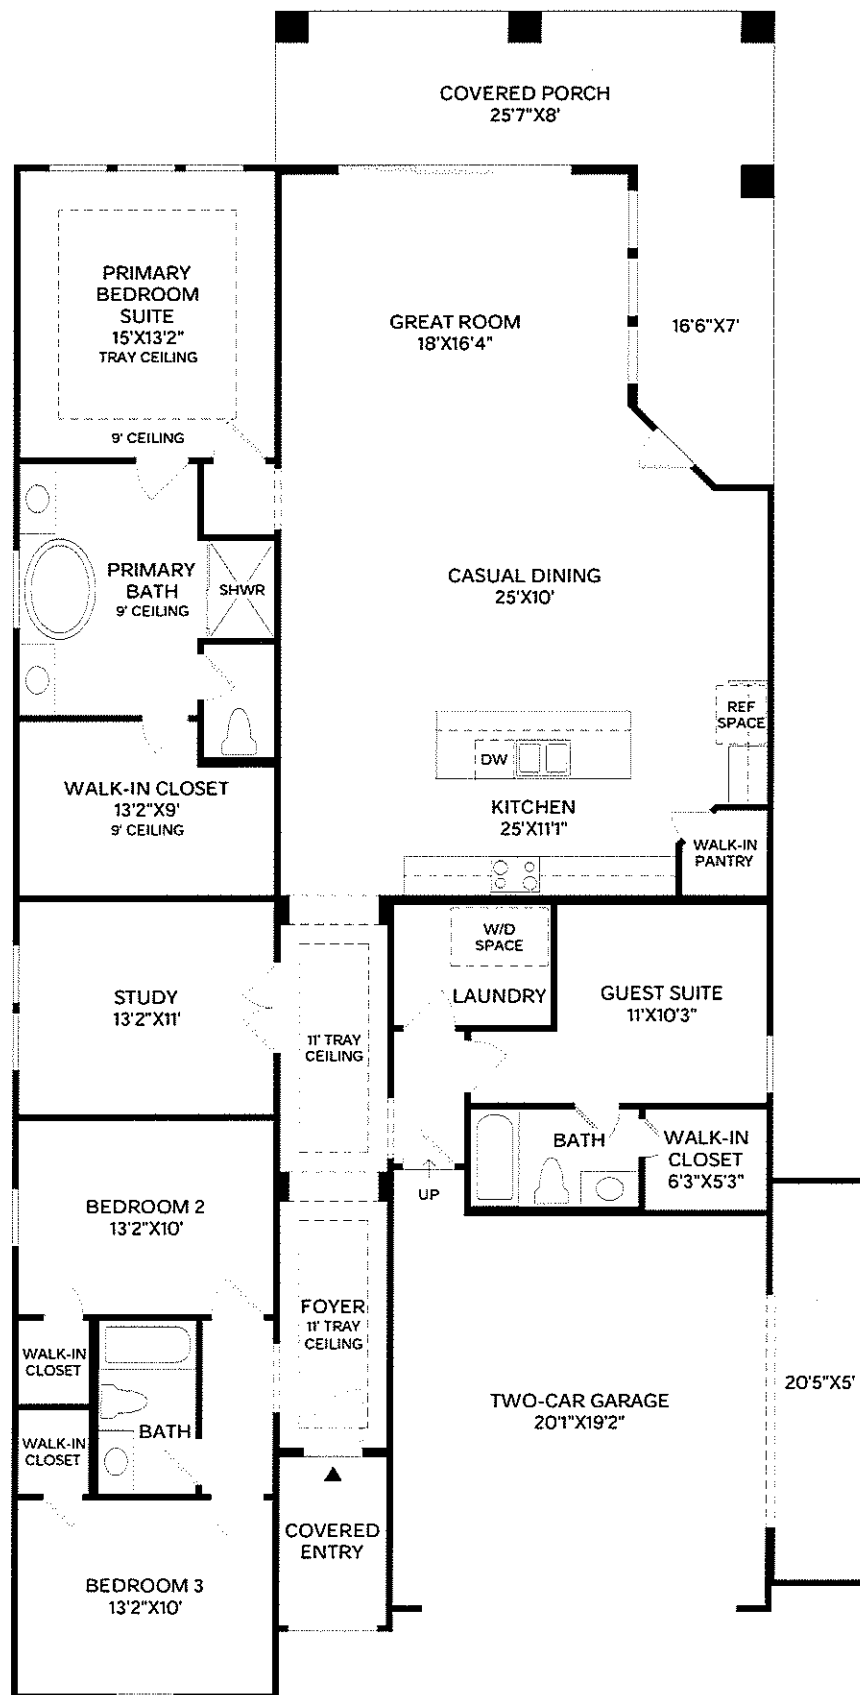 COVERED PORCH
25'7"X8'
PRIMARY
BEDROOM
SUITE
15'X13'2"
TRAY CEILING
9' CEILING
GREAT ROOM
18'X16'4"
16'6"X7'
PRIMARY
BATH
9' CEILING
SHWR
CASUAL DINING
25'X10'
REF
SPACE
DW
KITCHEN
25'X11'1"
WALK-IN
PANTRY
WALK-IN CLOSET
13'2"X9'
9' CEILING
W/D
SPACE
LAUNDRY
GUEST SUITE
11'X10'3"
STUDY
13'2"X11'
11' TRAY
CEILING
BATH
WALK-IN
CLOSET
6'3"X5'3"
UP
BEDROOM 2
13'2"X10'
FOYER
11' TRAY
CEILING
WALK-IN
CLOSET
BATH
WALK-IN
CLOSET
TWO-CAR GARAGE
20'1"X19'2"
20'5"X5'
COVERED
ENTRY
BEDROOM 3
13'2"X10'